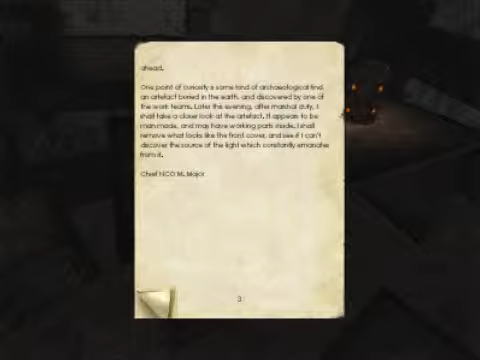 ahead.
One point of curiosity is some kind of archaeological find,
an artefact buried in the earth, and discovered by one of
the work teams. Later the evening, after marshal duty, I
shall take a closer look at the artefact. It appears to be
man made, and may have working parts inside. I shall
remove what looks like the front cover, and see if I can't
discover the source of the light which constantly emanates
from it.
Chief NCO M. Major
3